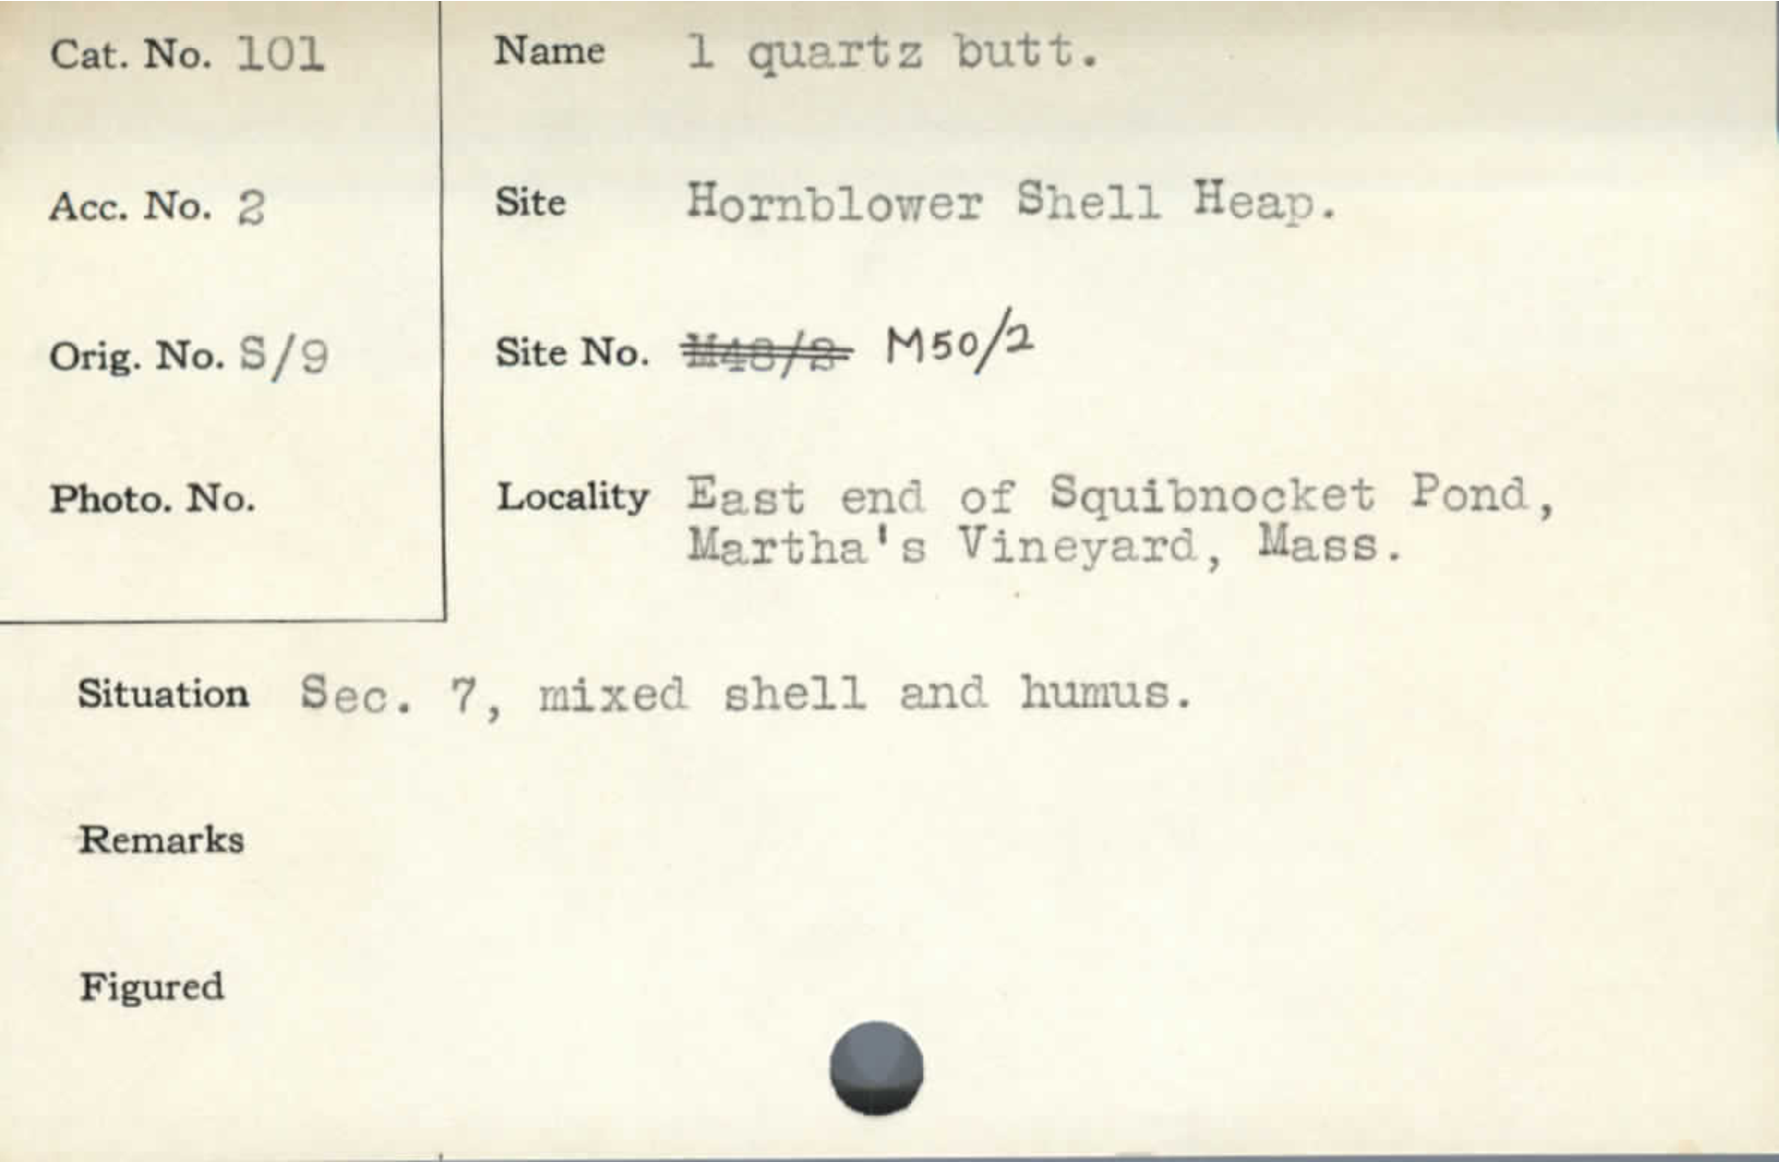 Cat. No. 101
Name 1 quartz butt.
Acc. No. 2
Site Hornblower Shell Heap.
Orig. No. S/9
Site No. M48/2 M50/2
Photo. No.
Locality East end of Squibnocket Pond,
Martha's Vineyard, Mass.
Situation Sec. 7, mixed shell and humus.
Remarks
Figured